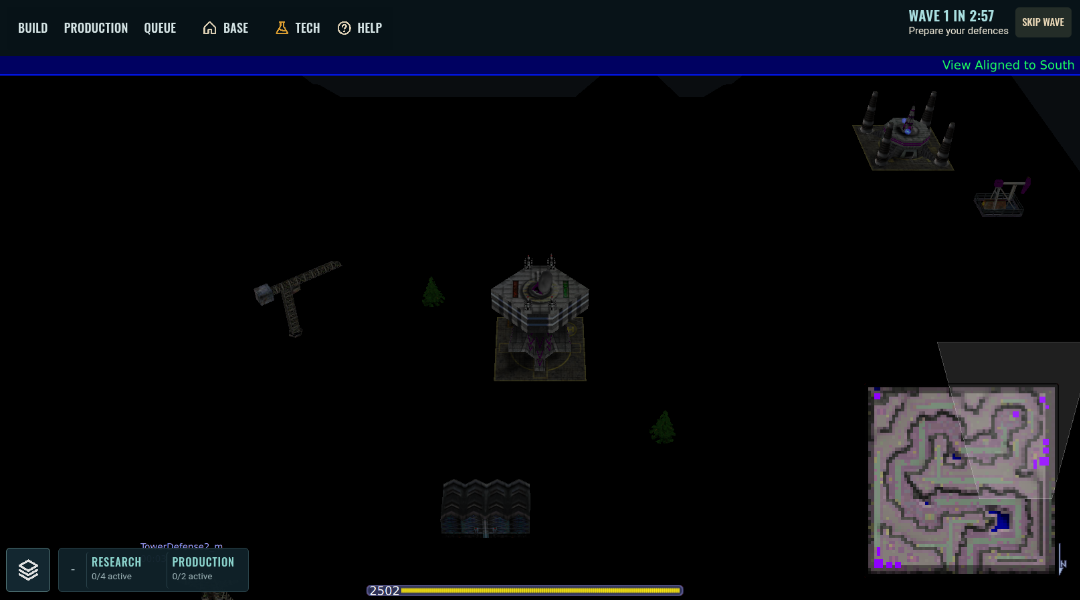 BUILD PRODUCTION QUEUE BASE TECH HELP
WAVE 1 IN 2:57
Prepare your defences
SKIP WAVE
View Aligned to South
TowerDefense2_m
-
RESEARCH
0/4 active
PRODUCTION
0/2 active
2502
N